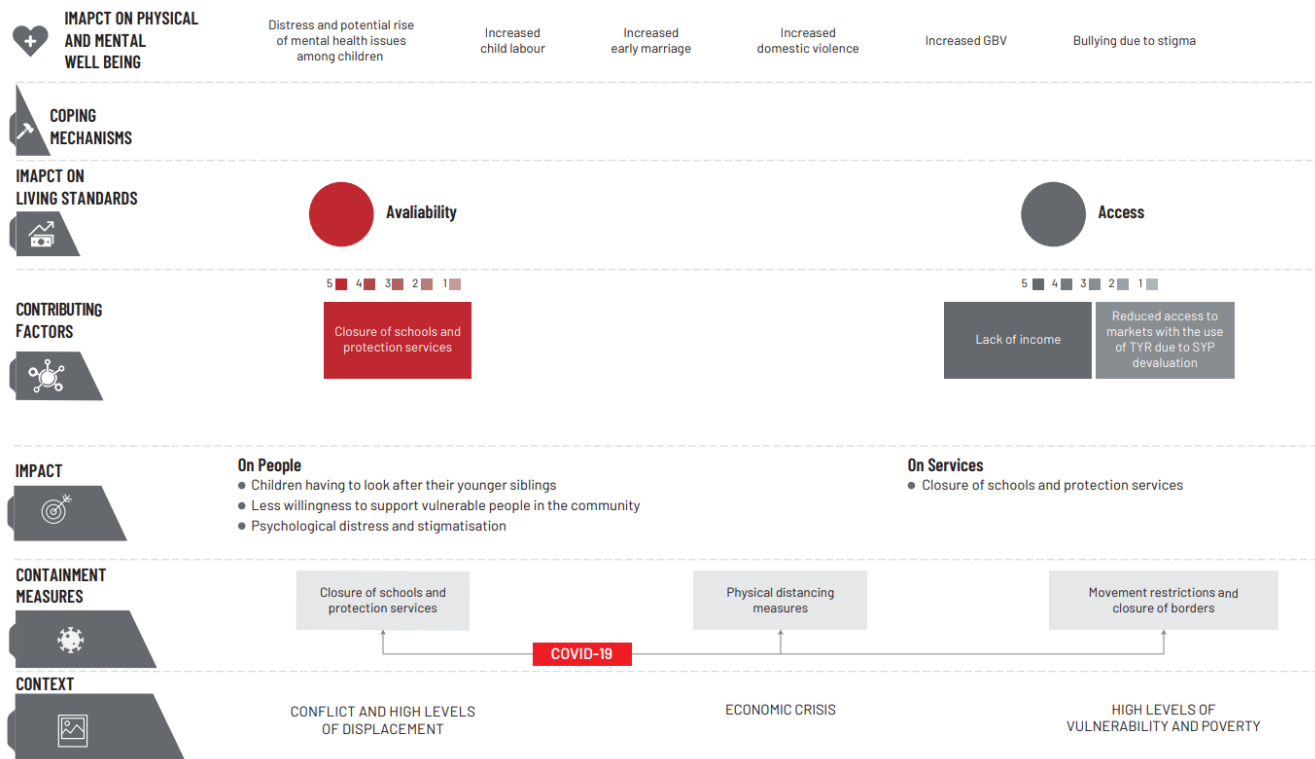 IMAPCT ON PHYSICAL
AND MENTAL
WELL BEING
Distress and potential rise
of mental health issues
among children
Increased
child labour
Increased
early marriage
Increased
domestic violence
Increased GBV
Bullying due to stigma
COPING
MECHANISMS
IMAPCT ON
LIVING STANDARDS
Avaliability
Access
CONTRIBUTING
FACTORS
5 4 3 2 1
Closure of schools and
protection services
5 4 3 2 1
Lack of income
Reduced access to
markets with the use
of TYR due to SYP
devaluation
IMPACT
On People
Children having to look after their younger siblings
Less willingness to support vulnerable people in the community
Psychological distress and stigmatisation
On Services
Closure of schools and protection services
CONTAINMENT
MEASURES
Closure of schools and
protection services
Physical distancing
measures
Movement restrictions and
closure of borders
COVID-19
CONTEXT
CONFLICT AND HIGH LEVELS
OF DISPLACEMENT
ECONOMIC CRISIS
HIGH LEVELS OF
VULNERABILITY AND POVERTY